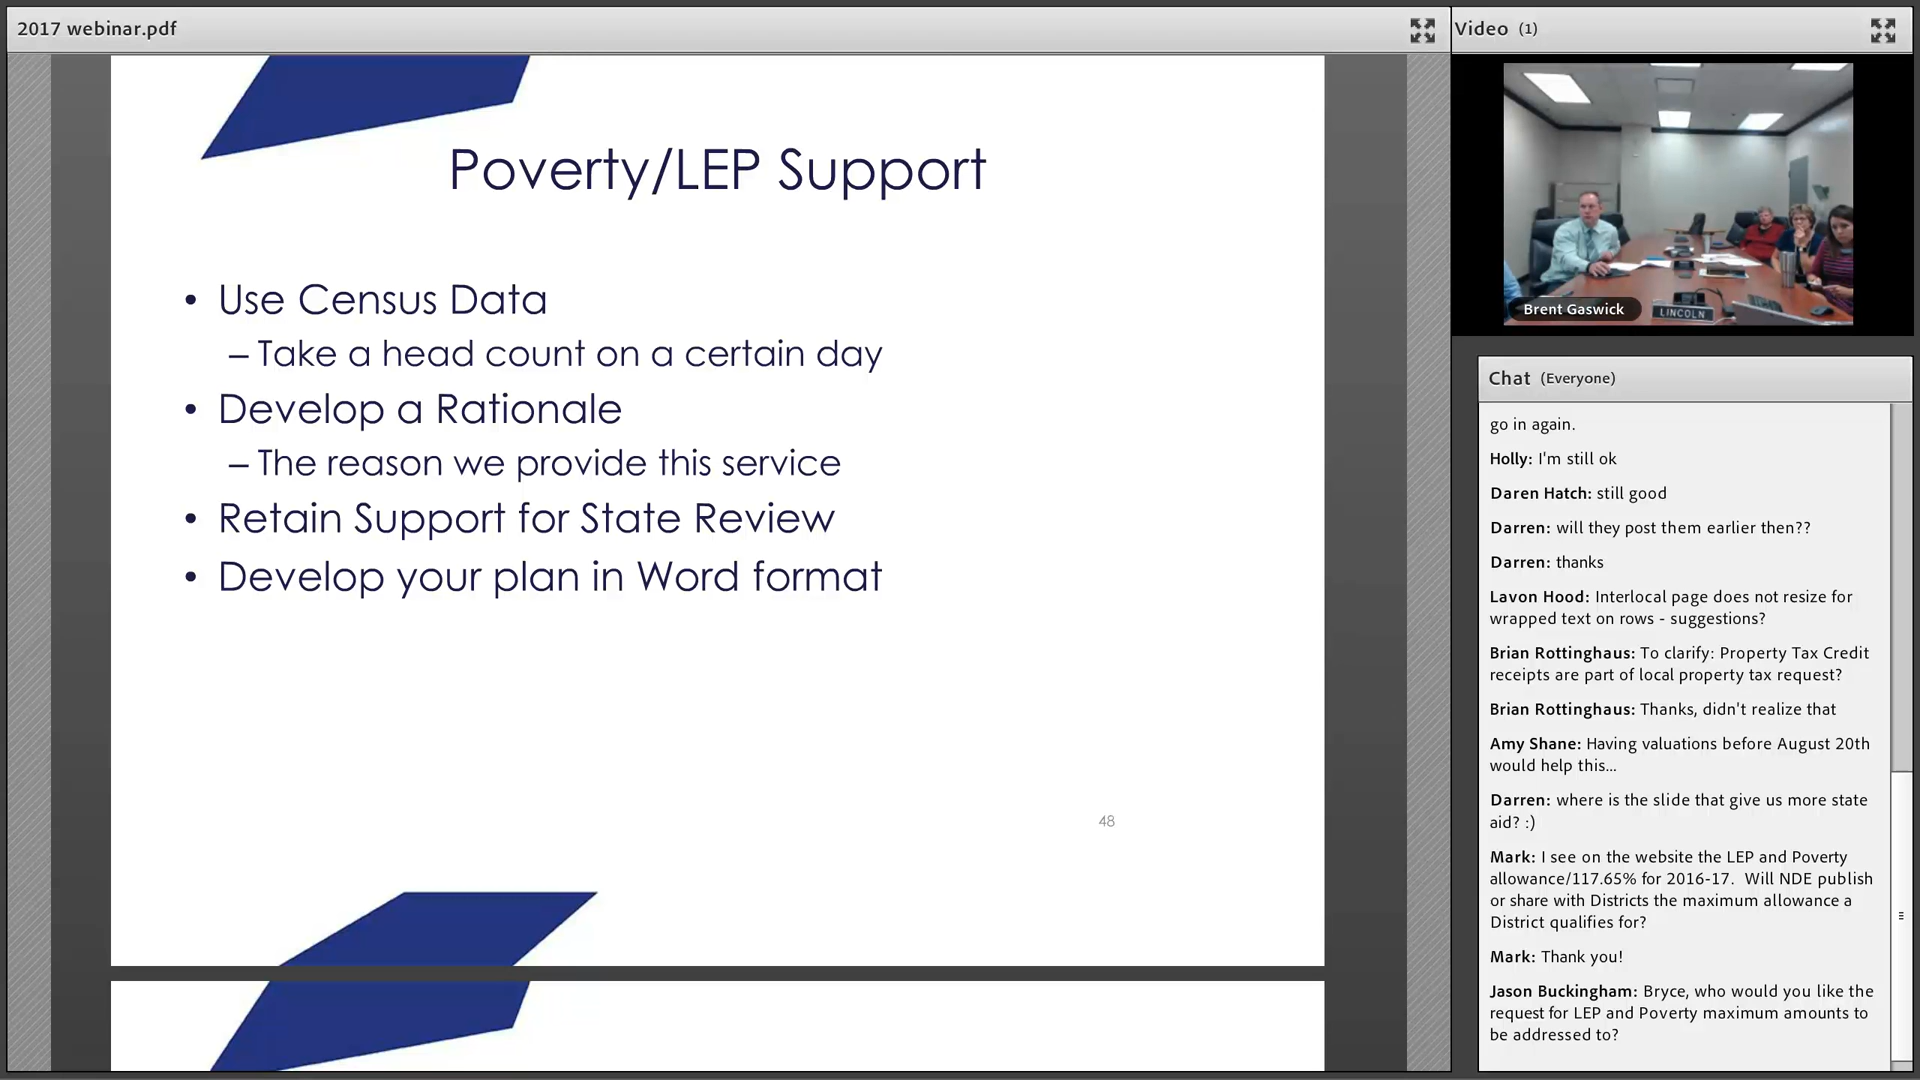 2017 webinar.pdf
Poverty/LEP Support
• Use Census Data
– Take a head count on a certain day
• Develop a Rationale
– The reason we provide this service
• Retain Support for State Review
• Develop your plan in Word format
48
Video (1)
Brent Gaswick
LINCOLN
Chat (Everyone)
go in again.
Holly: I'm still ok
Daren Hatch: still good
Darren: will they post them earlier then??
Darren: thanks
Lavon Hood: Interlocal page does not resize for
wrapped text on rows - suggestions?
Brian Rottinghaus: To clarify: Property Tax Credit
receipts are part of local property tax request?
Brian Rottinghaus: Thanks, didn't realize that
Amy Shane: Having valuations before August 20th
would help this...
Darren: where is the slide that give us more state
aid? :)
Mark: I see on the website the LEP and Poverty
allowance/117.65% for 2016-17.  Will NDE publish
or share with Districts the maximum allowance a
District qualifies for?
Mark: Thank you!
Jason Buckingham: Bryce, who would you like the
request for LEP and Poverty maximum amounts to
be addressed to?